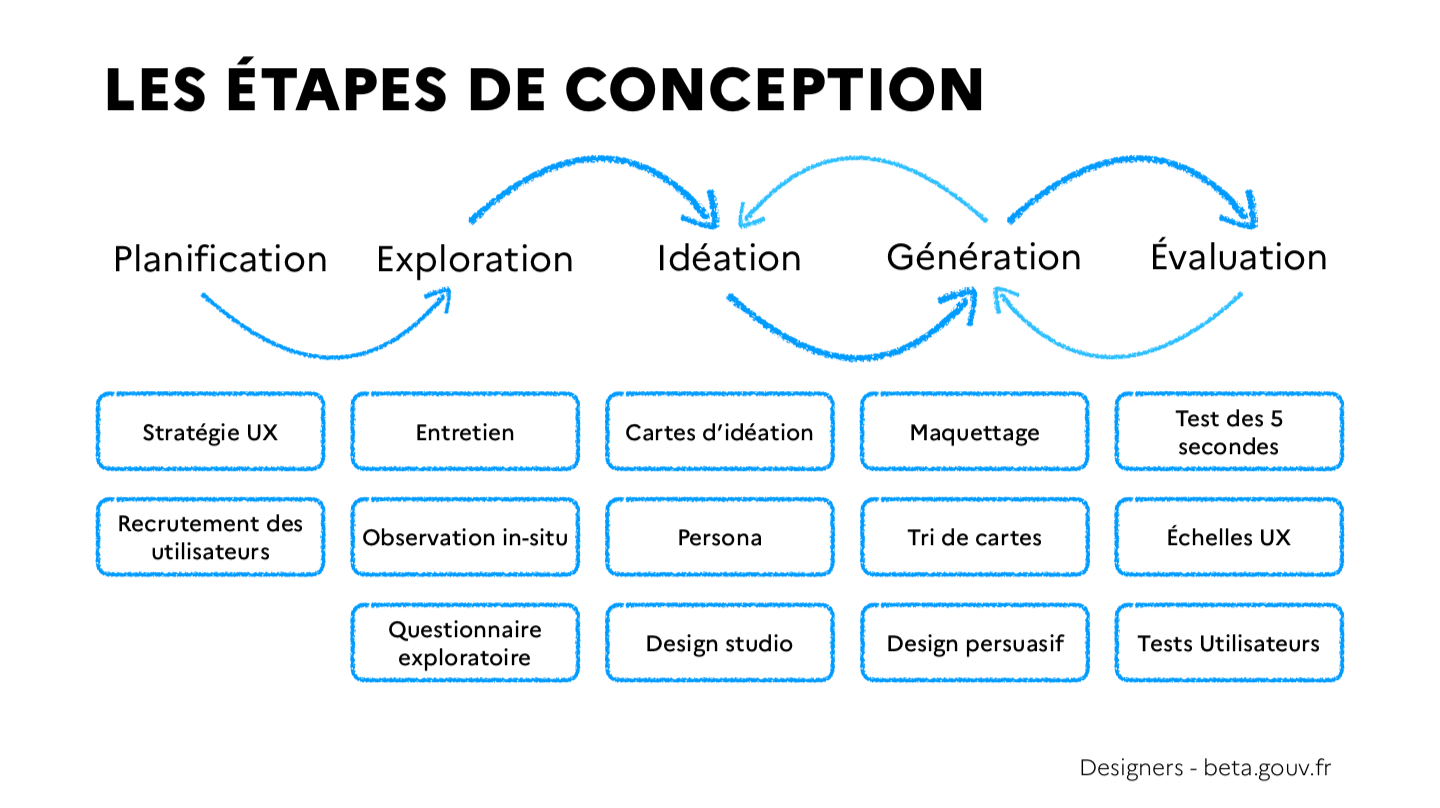 LES ÉTAPES DE CONCEPTION
Planification
Exploration
Idéation
Génération
Évaluation
Stratégie UX
Entretien
Cartes d’idéation
Maquettage
Test des 5
secondes
Recrutement des
utilisateurs
Observation in-situ
Persona
Tri de cartes
Échelles UX
Questionnaire
exploratoire
Design studio
Design persuasif
Tests Utilisateurs
Designers - beta.gouv.fr